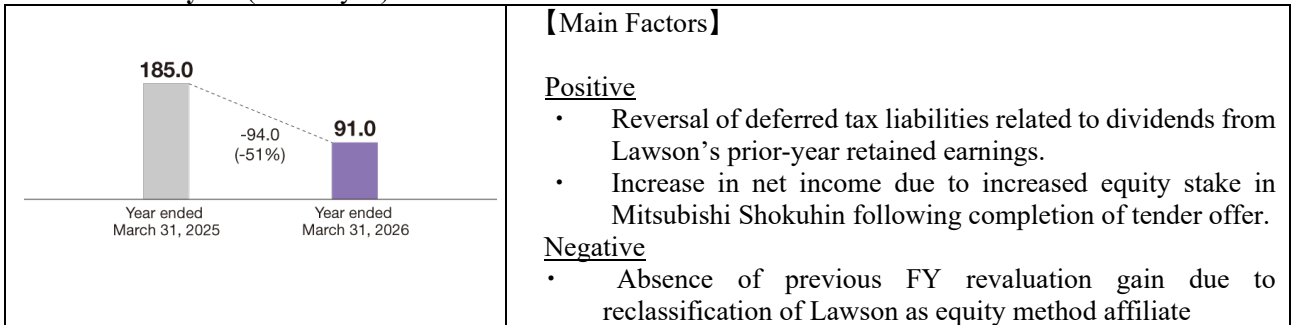 185.0
-94.0
(-51%)
91.0
Year ended
March 31, 2025
Year ended
March 31, 2026
【Main Factors】
Positive
・ Reversal of deferred tax liabilities related to dividends from
Lawson’s prior-year retained earnings.
・ Increase in net income due to increased equity stake in
Mitsubishi Shokuhin following completion of tender offer.
Negative
・ Absence of previous FY revaluation gain due to
reclassification of Lawson as equity method affiliate